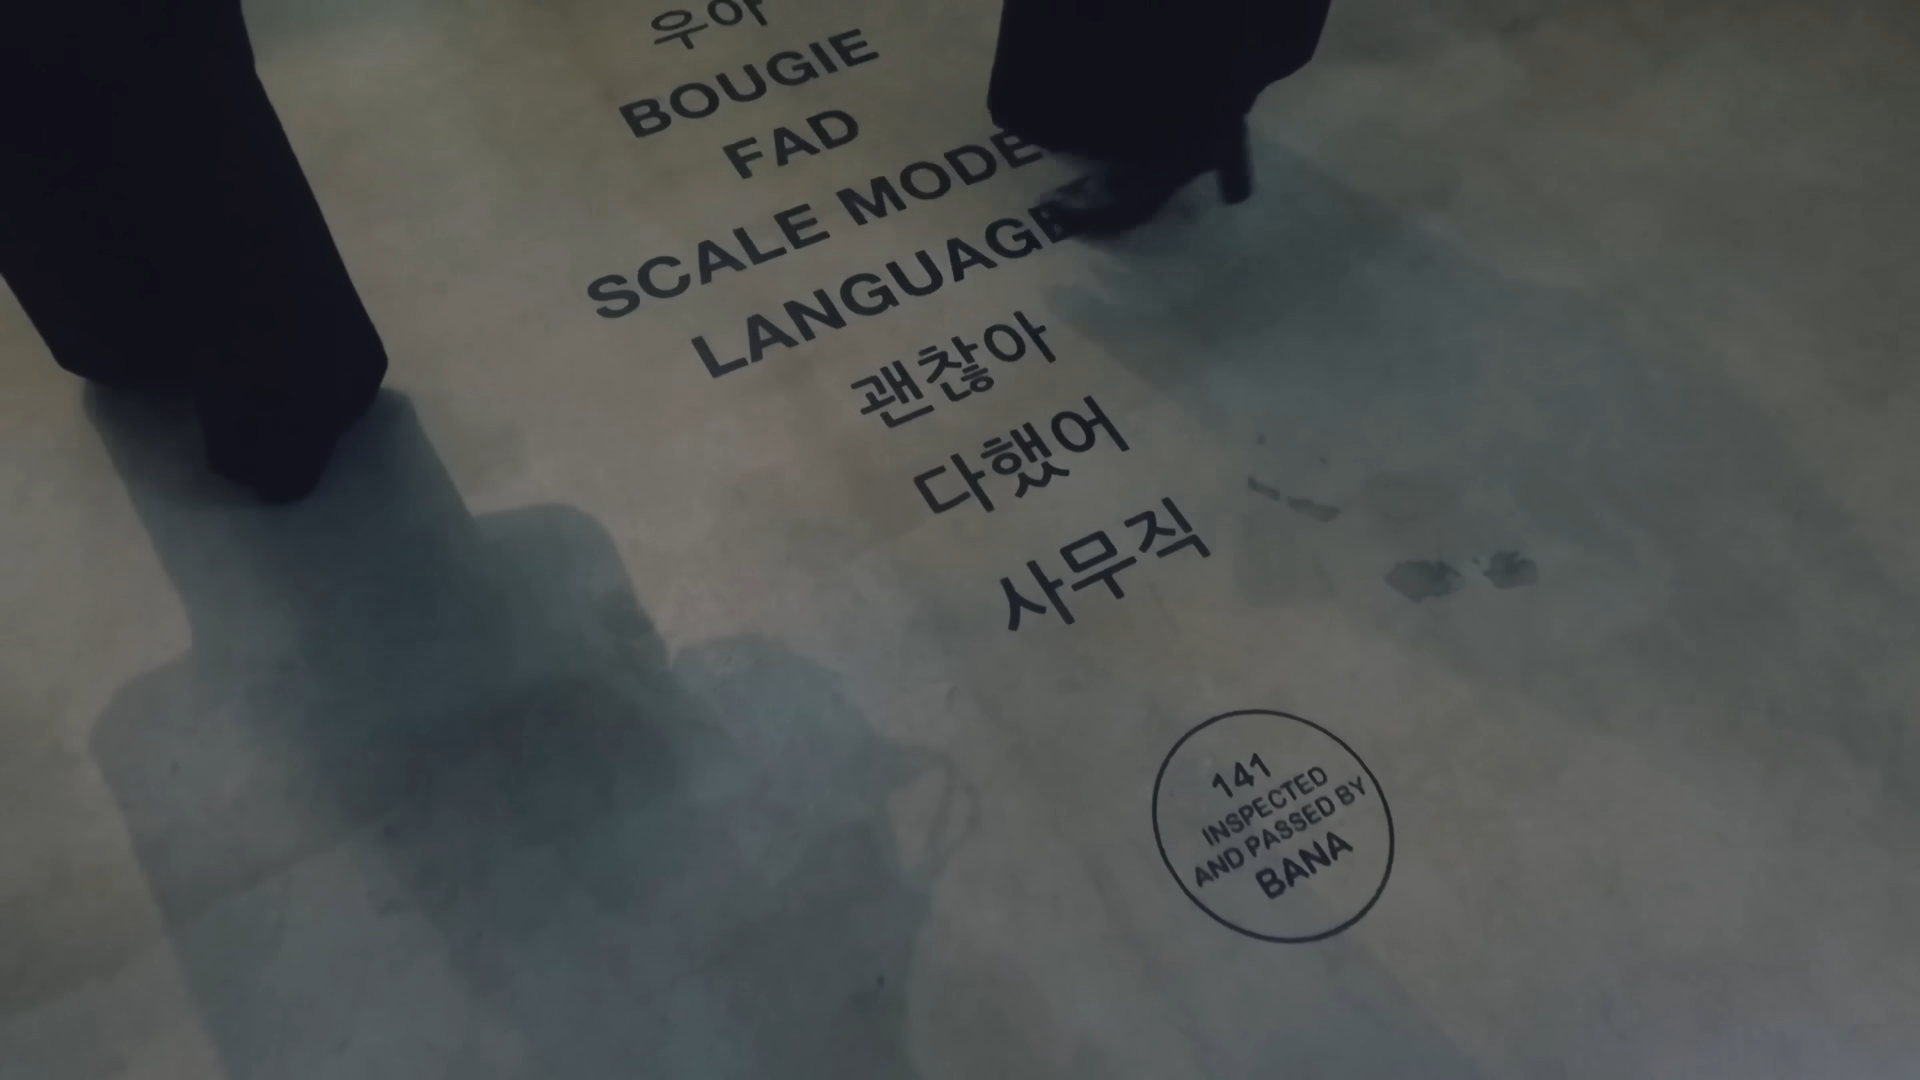 우아
BOUGIE
FAD
SCALE MODE
LANGUAGE
괜찮아
다했어
사무직
141
INSPECTED
AND PASSED BY
BANA